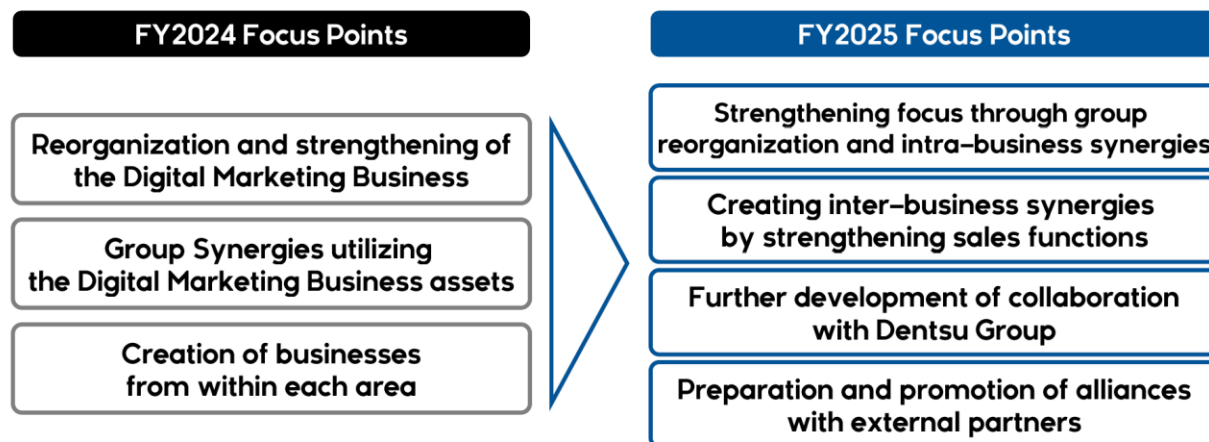 FY2024 Focus Points
Reorganization and strengthening of
the Digital Marketing Business
Group Synergies utilizing
the Digital Marketing Business assets
Creation of businesses
from within each area
FY2025 Focus Points
Strengthening focus through group
reorganization and intra-business synergies
Creating inter-business synergies
by strengthening sales functions
Further development of collaboration
with Dentsu Group
Preparation and promotion of alliances
with external partners